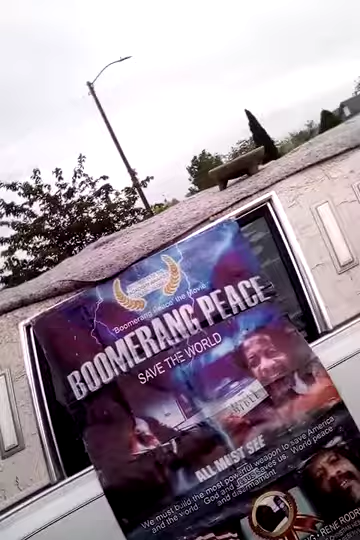 'Boomerang Peace' the Movie
BOOMERANG PEACE
SAVE THE WORLD
ALL MUST SEE
We must build the most powerful weapon to save America
and the world God and Jesus saves us. World peace
and disarmament
RENE RODR